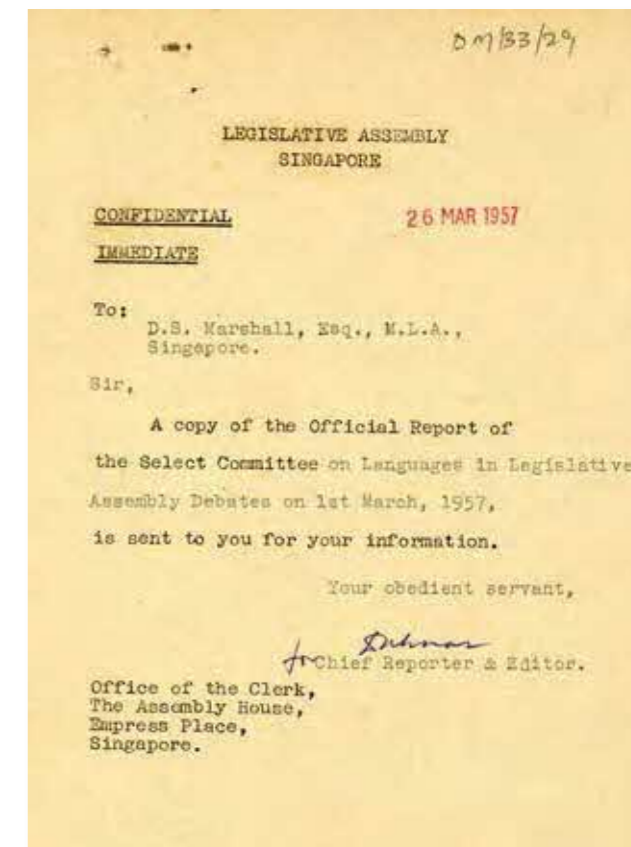 DM/33/29
LEGISLATIVE ASSEMBLY
SINGAPORE
CONFIDENTIAL
26 MAR 1957
IMMEDIATE
To:
D.S. Marshall, Esq., M.L.A.,
Singapore.
Sir,
A copy of the Official Report of
the Select Committee on Languages in Legislative
Assembly Debates on 1st March, 1957,
is sent to you for your information.
Your obedient servant,
for Chief Reporter & Editor.
Office of the Clerk,
The Assembly House,
Empress Place,
Singapore.